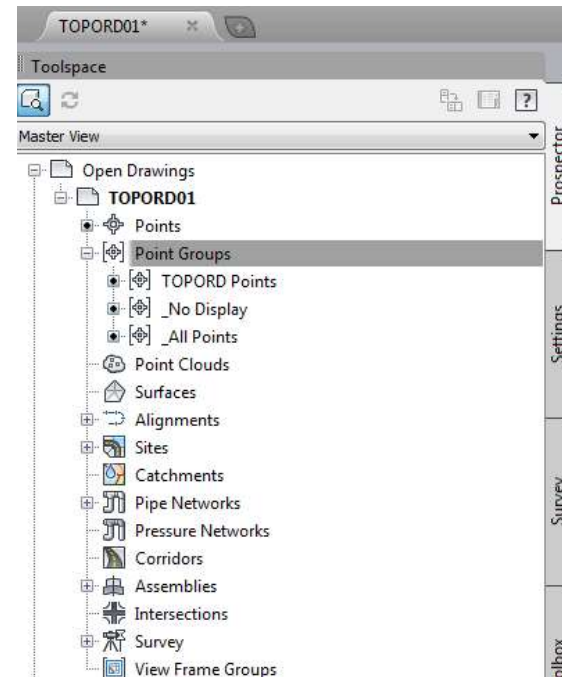 TOPORD01*
Toolspace
?
Master View
Open Drawings
TOPORD01
Points
Point Groups
TOPORD Points
_No Display
_All Points
Point Clouds
Surfaces
Alignments
Sites
Catchments
Pipe Networks
Pressure Networks
Corridors
Assemblies
Intersections
Survey
View Frame Groups
Prospector
Settings
Survey